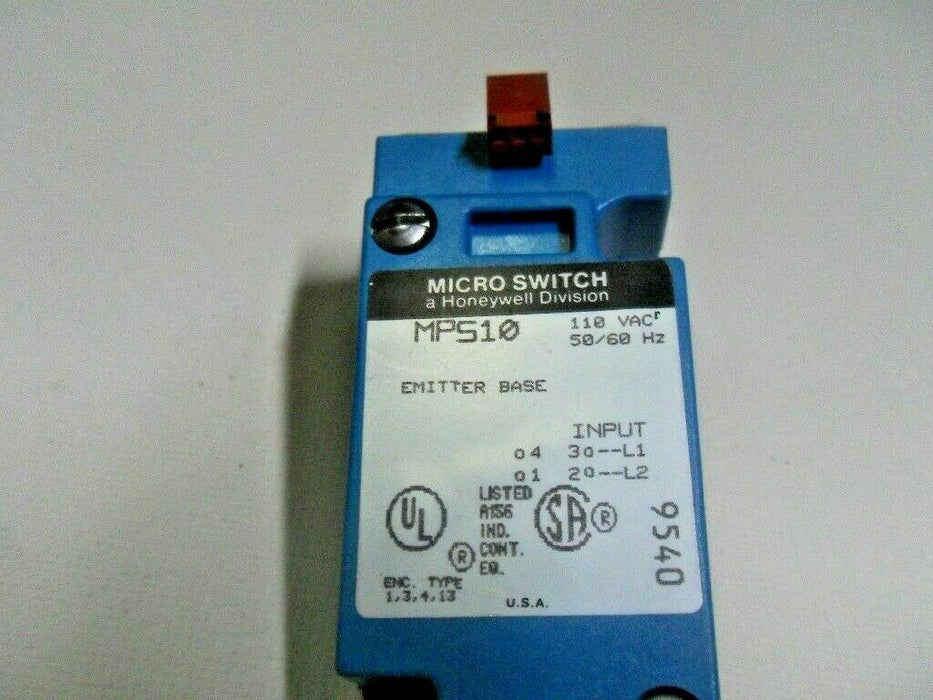 MICRO SWITCH
a Honeywell Division
MPS10
110 VAC
50/60 Hz
EMITTER BASE
INPUT
o4 3o--L1
o1 2o--L2
UL ®
LISTED
A156
IND.
CONT.
EQ.
SA ®
9540
ENC. TYPE
1,3,4,13
U.S.A.